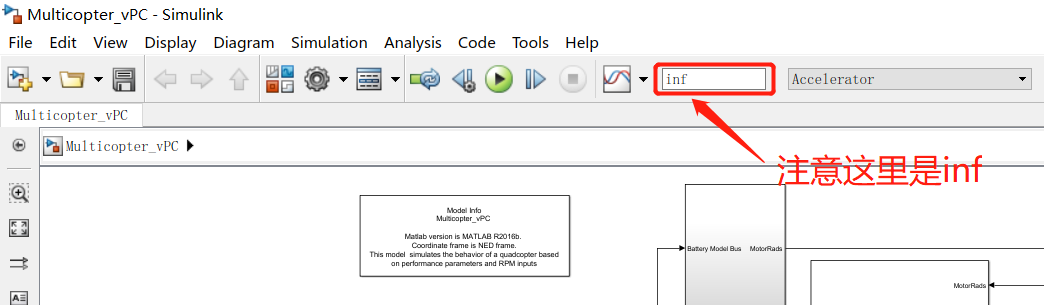 Multicopter_vPC - Simulink
File Edit View Display Diagram Simulation Analysis Code Tools Help
inf
Accelerator
Multicopter_vPC
Multicopter_vPC
注意这里是inf
Model Info
Multicopter_vPC
Matlab version is MATLAB R2016b.
Coordinate frame is NED frame.
This model simulates the behavior of a quadcopter based
on performance parameters and RPM inputs
Battery Model Bus
MotorRads
MotorRads
AE